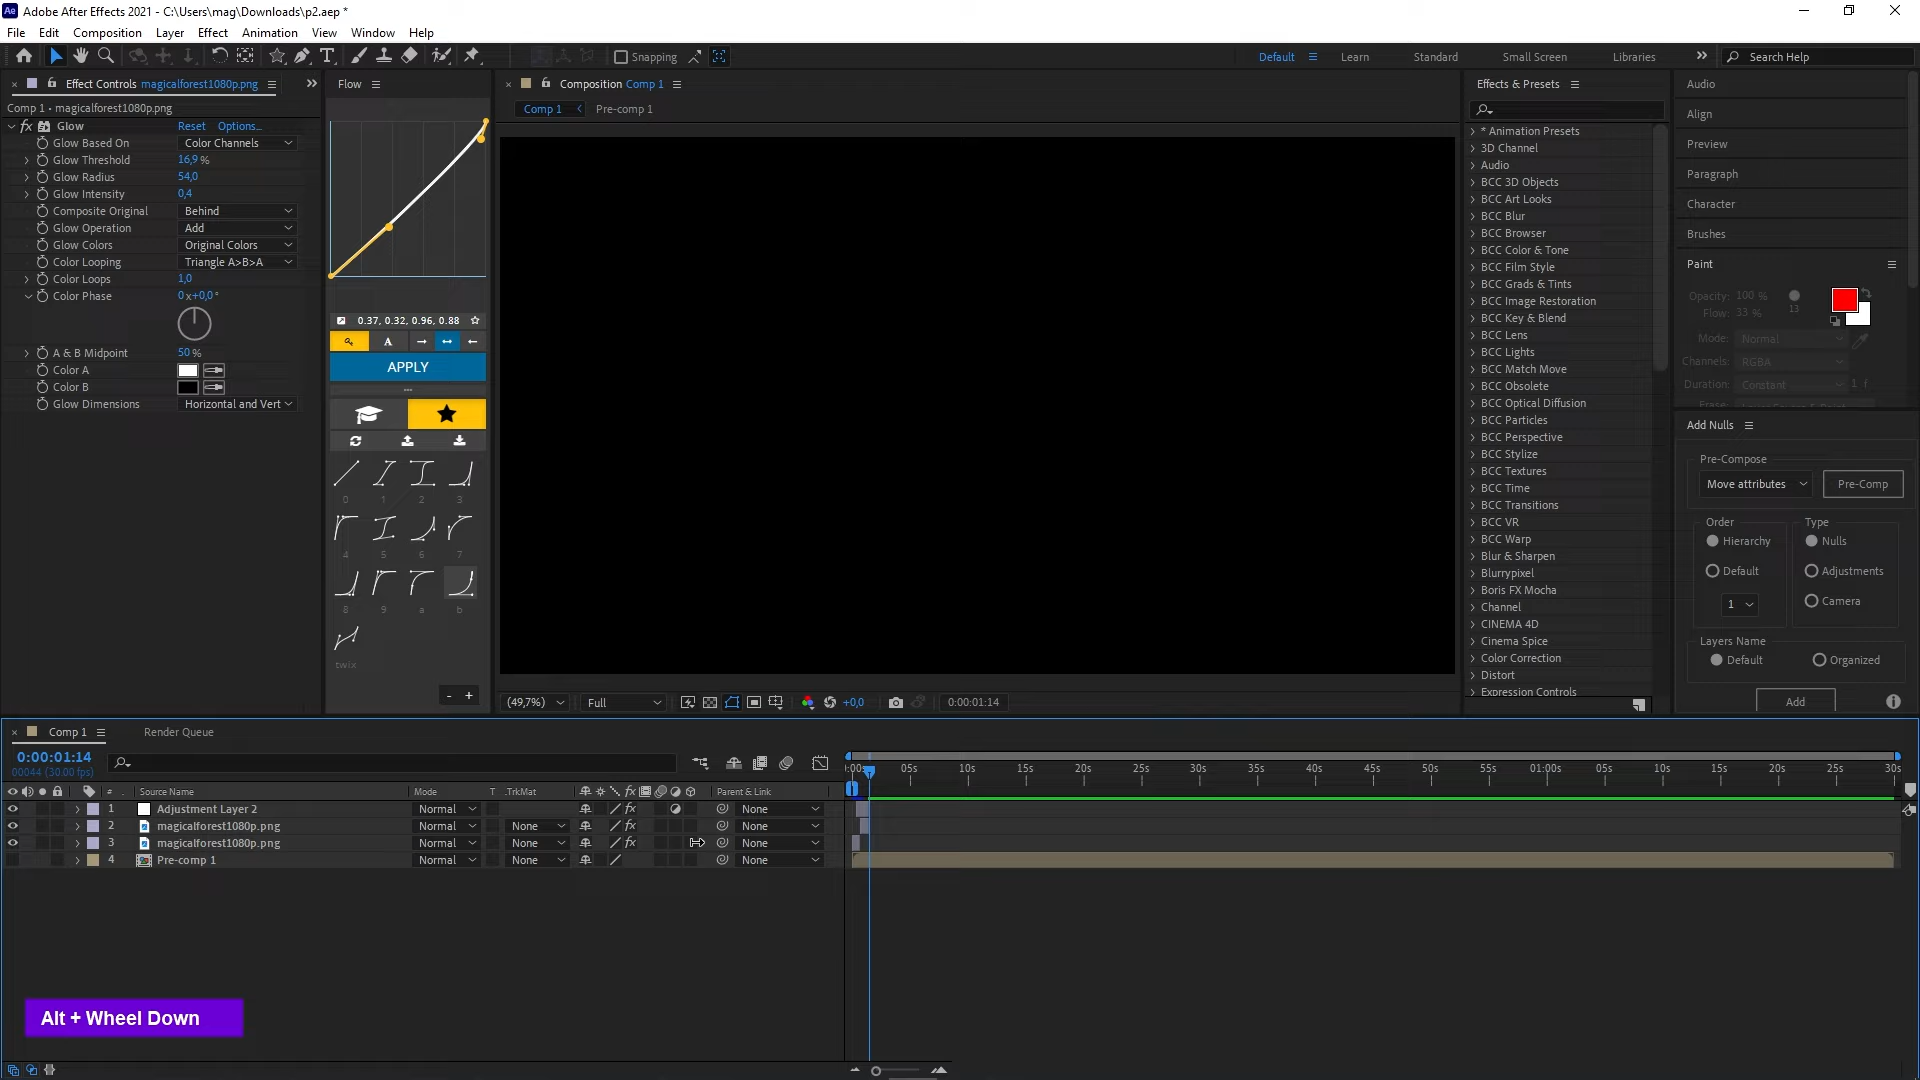 Adobe After Effects 2021 - C:\Users\mag\Downloads\p2.aep *
File Edit Composition Layer Effect Animation View Window Help
Snapping
Default Learn Standard Small Screen Libraries Search Help
Effect Controls magicalforest1080p.png
Comp 1 • magicalforest1080p.png
fx Glow Reset Options...
Glow Based On Color Channels
Glow Threshold 16,9 %
Glow Radius 54,0
Glow Intensity 0,4
Composite Original Behind
Glow Operation Add
Glow Colors Original Colors
Color Looping Triangle A>B>A
Color Loops 1,0
Color Phase 0 x+0,0 °
A & B Midpoint 50 %
Color A
Color B
Glow Dimensions Horizontal and Vert
Flow
0.37, 0.32, 0.96, 0.88
A
APPLY
0 1 2 3
4 5 6 7
8 9 a b
twix
- +
Composition Comp 1
Comp 1 Pre-comp 1
(49,7%) Full +0,0 0:00:01:14
Effects & Presets
* Animation Presets
3D Channel
Audio
BCC 3D Objects
BCC Art Looks
BCC Blur
BCC Browser
BCC Color & Tone
BCC Film Style
BCC Grads & Tints
BCC Image Restoration
BCC Key & Blend
BCC Lens
BCC Lights
BCC Match Move
BCC Obsolete
BCC Optical Diffusion
BCC Particles
BCC Perspective
BCC Stylize
BCC Textures
BCC Time
BCC Transitions
BCC VR
BCC Warp
Blur & Sharpen
Blurrypixel
Boris FX Mocha
Channel
CINEMA 4D
Cinema Spice
Color Correction
Distort
Expression Controls
Audio
Align
Preview
Paragraph
Character
Brushes
Paint
Opacity: 100 %
Flow: 33 %
13
Mode: Normal
Channels: RGBA
Duration: Constant 1 f
Add Nulls
Pre-Compose
Move attributes Pre-Comp
Order Type
Hierarchy Nulls
Default Adjustments
1 Camera
Layers Name
Default Organized
Add
Comp 1 Render Queue
0:00:01:14
00044 (30.00 fps)
# Source Name Mode T .TrkMat fx Parent & Link
1 Adjustment Layer 2 Normal fx None
2 magicalforest1080p.png Normal None fx None
3 magicalforest1080p.png Normal None fx None
4 Pre-comp 1 Normal None None
:00s 05s 10s 15s 20s 25s 30s 35s 40s 45s 50s 55s 01:00s 05s 10s 15s 20s 25s 30s
Alt + Wheel Down